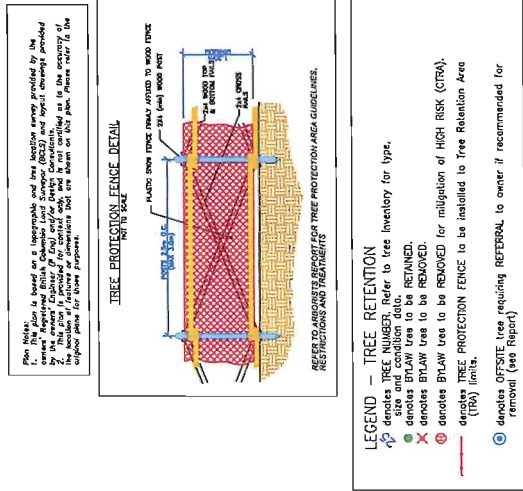 Plan Notes:
1. This plan is based on a topographic and tree location survey provided by the
owners' Registered British Columbia Land Surveyor (BCLS) and layout drawings provided
by the owners' Engineer (P Eng) and/or Design Consultants.
2. This plan is provided for context only, and is not certified as to the accuracy of
the location of features or dimensions that are shown on this plan. Please refer to the
original plans for those purposes.
TREE PROTECTION FENCE DETAIL
NOT TO SCALE
PLASTIC SNOW FENCE FIRMLY AFFIXED TO WOOD FENCE
2X4 (min) WOOD POST
2x4 WOOD TOP
& BOTTOM RAILS
2x4 CROSS
RAILS
POSTS 2.5m O.C.
(MAX 3.0m)
REFER TO ARBORISTS REPORT FOR TREE PROTECTION AREA GUIDELINES,
RESTRICTIONS AND TREATMENTS
LEGEND – TREE RETENTION
denotes TREE NUMBER. Refer to tree inventory for type,
size and condition data.
denotes BYLAW tree to be RETAINED.
denotes BYLAW tree to be REMOVED.
denotes BYLAW tree to be REMOVED for mitigation of HIGH RISK (CTRA).
denotes TREE PROTECTION FENCE to be installed to Tree Retention Area
(TRA) limits.
denotes OFFSITE tree requiring REFERRAL to owner if recommended for
removal (see Report)